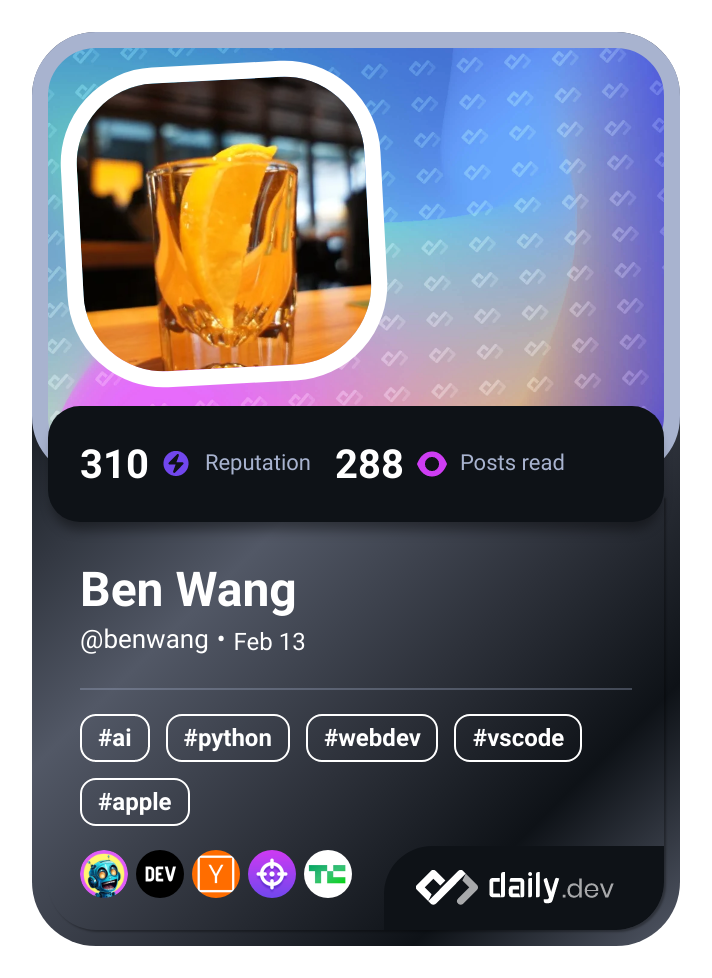 310 Reputation 288 Posts read
Ben Wang
@benwang • Feb 13
#ai #python #webdev #vscode
#apple
DEV Y TC daily.dev